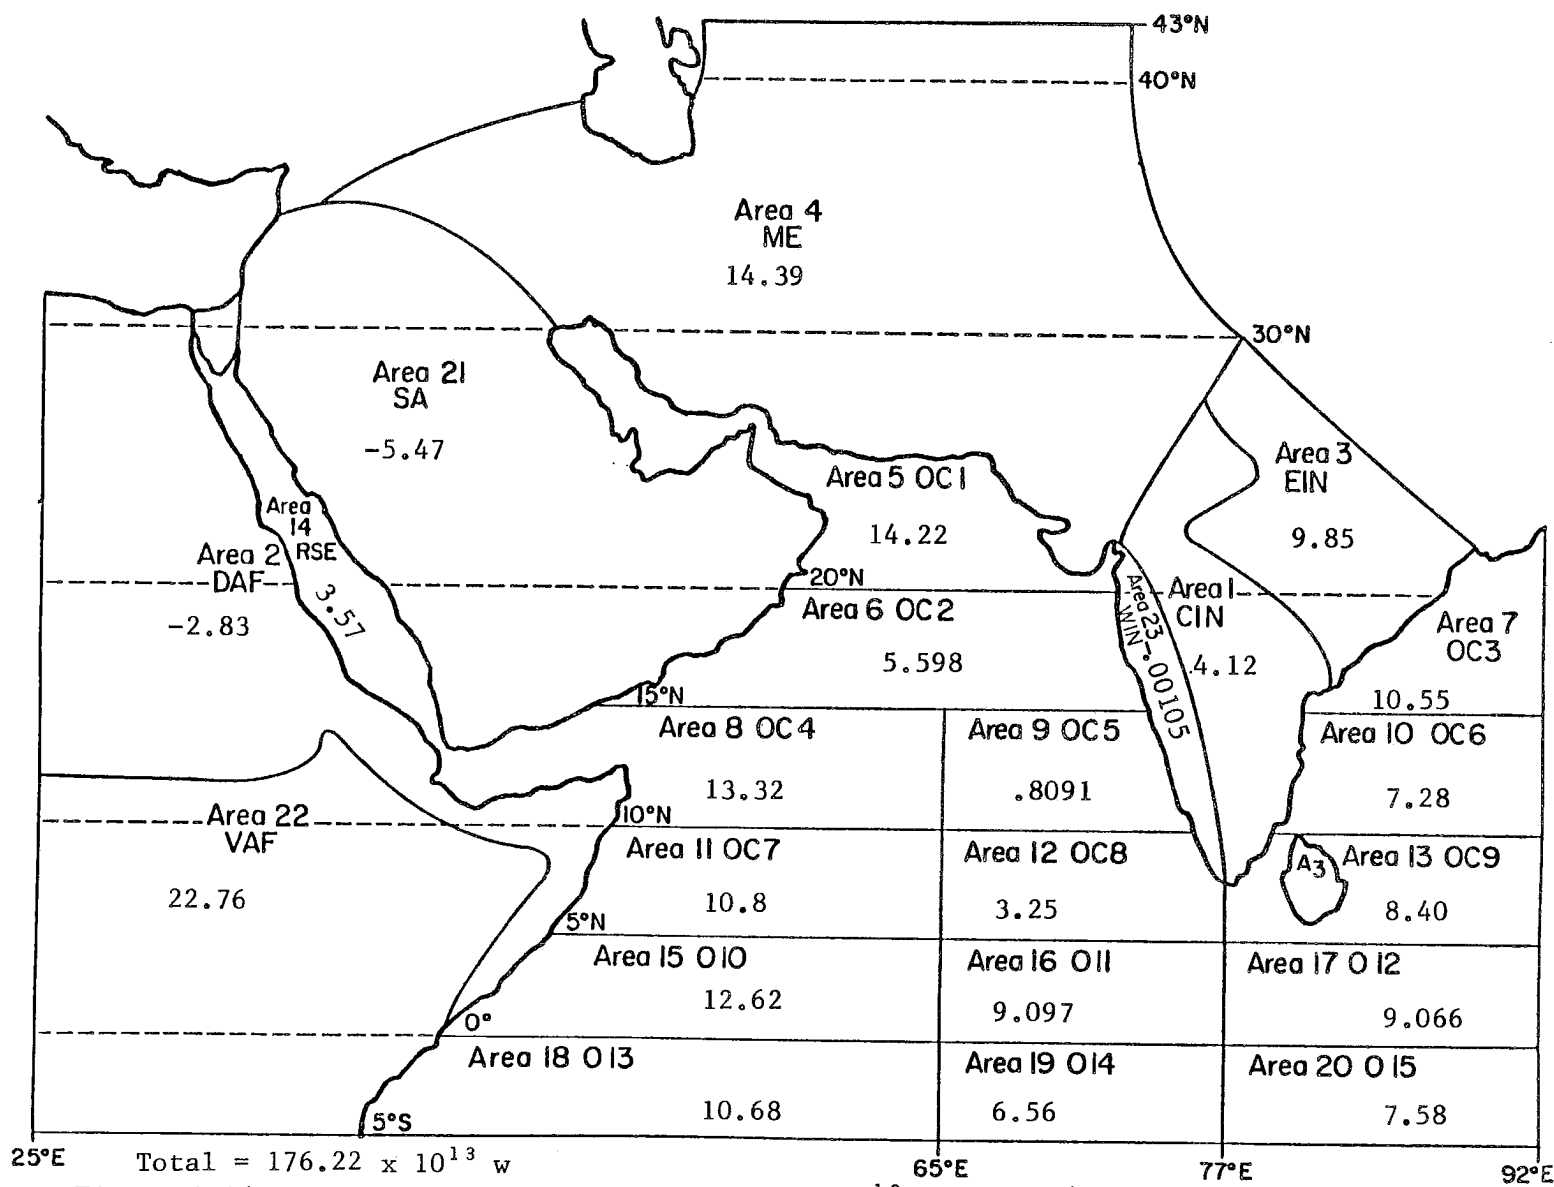 43°N
40°N
Area 4
ME
14.39
30°N
Area 21
SA
-5.47
Area 3
EIN
9.85
Area 5 OC1
14.22
Area
14
RSE
3.57
Area 2
DAF
-2.83
20°N
Area 6 OC2
5.598
Area 23
WIN
-.00105
Area 1
CIN
4.12
Area 7
OC3
10.55
15°N
Area 8 OC4
13.32
Area 9 OC5
.8091
Area 10 OC6
7.28
Area 22
VAF
22.76
10°N
Area 11 OC7
10.8
Area 12 OC8
3.25
A3
Area 13 OC9
8.40
5°N
Area 15 O10
12.62
Area 16 O11
9.097
Area 17 O12
9.066
0°
Area 18 O13
10.68
Area 19 O14
6.56
Area 20 O15
7.58
5°S
25°E
65°E
77°E
92°E
Total = 176.22 x 10¹³ w